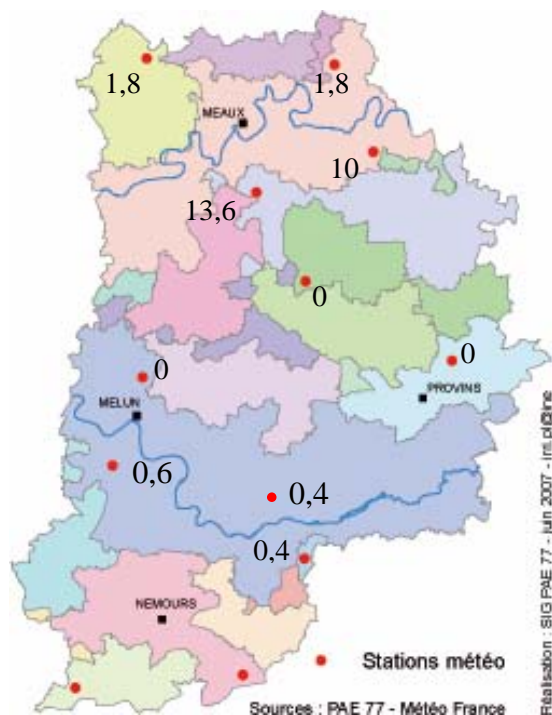 1,8
1,8
MEAUX
10
13,6
0
0
0
PROVINS
MELUN
0,6
0,4
0,4
NEMOURS
Stations météo
Sources : PAE 77 - Météo France
Réalisation : SIG PAE 77 - juin 2007 -